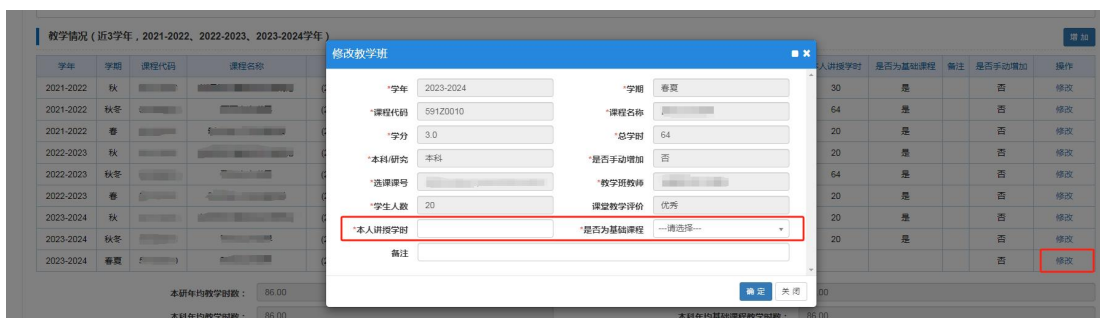 教学情况（近3学年，2021-2022、2022-2023、2023-2024学年）
增加
学年 学期 课程代码 课程名称 人讲授学时 是否为基础课程 备注 是否手动增加 操作
2021-2022 秋 30 是 否 修改
2021-2022 秋冬 64 是 否 修改
2021-2022 春 20 是 否 修改
2022-2023 秋 20 是 否 修改
2022-2023 秋冬 64 是 否 修改
2022-2023 春 20 是 否 修改
2023-2024 秋 20 是 否 修改
2023-2024 秋冬 20 是 否 修改
2023-2024 春夏 否 修改
本研年均教学时数： 86.00
本科年均教学时数： 86.00 本科年均基础课程教学时数： 86.00
修改教学班
*学年 2023-2024 *学期 春夏
*课程代码 591Z0010 *课程名称
*学分 3.0 *总学时 64
*本科/研究 本科 *是否手动增加 否
*选课课号 *教学班教师
*学生人数 20 课堂教学评价 优秀
*本人讲授学时 *是否为基础课程 ---请选择---
备注
确定 关闭